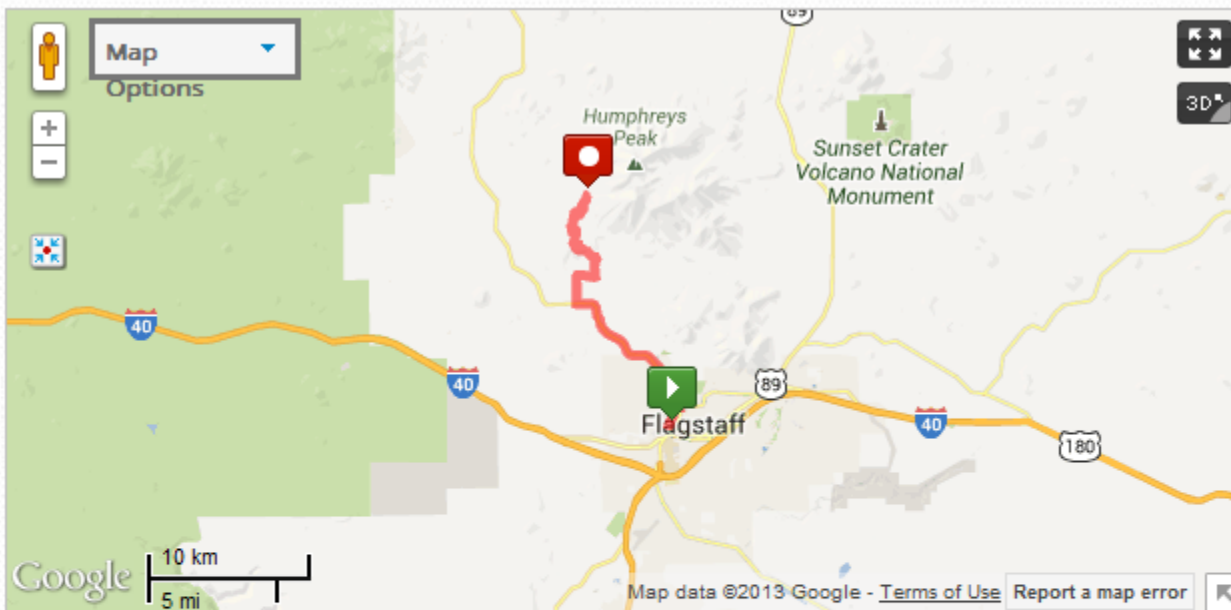 89
Map
Options
3D
Humphreys
Peak
Sunset Crater
Volcano National
Monument
40
40
89
Flagstaff
40
180
10 km
5 mi
Google
Map data ©2013 Google - Terms of Use
Report a map error